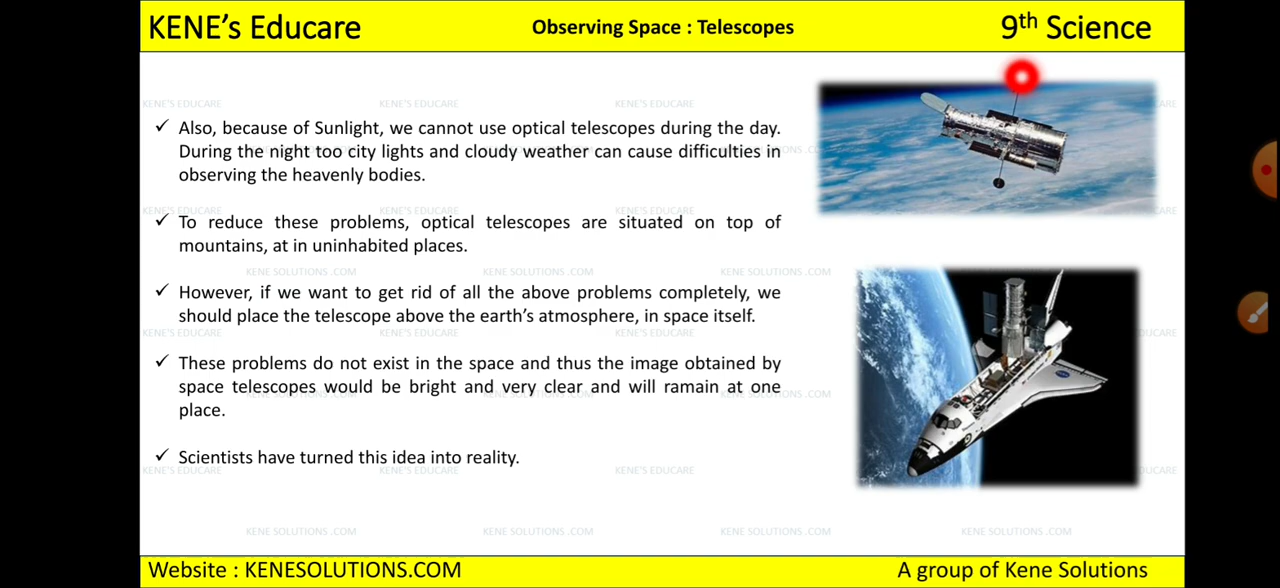 KENE's Educare
Observing Space : Telescopes
9th Science
KENE'S EDUCARE KENE'S EDUCARE KENE'S EDUCARE
✓ Also, because of Sunlight, we cannot use optical telescopes during the day.
During the night too city lights and cloudy weather can cause difficulties in
observing the heavenly bodies.
✓ To reduce these problems, optical telescopes are situated on top of
mountains, at in uninhabited places.
KENE SOLUTIONS .COM KENE SOLUTIONS .COM KENE SOLUTIONS .COM
✓ However, if we want to get rid of all the above problems completely, we
should place the telescope above the earth's atmosphere, in space itself.
KENE'S EDUCARE KENE'S EDUCARE KENE'S EDUCARE
✓ These problems do not exist in the space and thus the image obtained by
space telescopes would be bright and very clear and will ramain at one
place.
✓ Scientists have turned this idea into reality.
KENE'S EDUCARE KENE'S EDUCARE KENE'S EDUCARE
KENE SOLUTIONS .COM KENE SOLUTIONS .COM KENE SOLUTIONS .COM KENE SOLUTIONS .COM
Website : KENESOLUTIONS.COM
A group of Kene Solutions